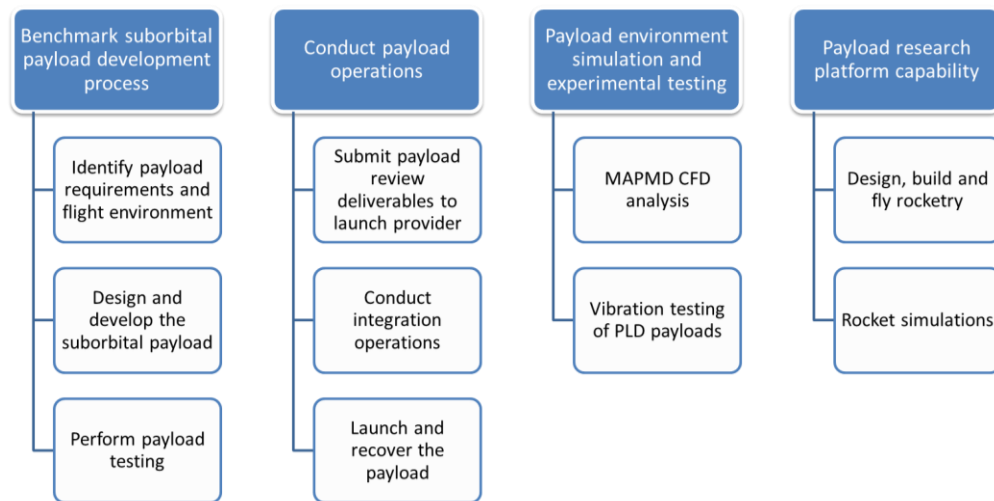 Benchmark suborbital
payload development
process
Identify payload
requirements and
flight environment
Design and
develop the
suborbital payload
Perform payload
testing
Conduct payload
operations
Submit payload
review
deliverables to
launch provider
Conduct
integration
operations
Launch and
recover the
payload
Payload environment
simulation and
experimental testing
MAPMD CFD
analysis
Vibration testing
of PLD payloads
Payload research
platform capability
Design, build and
fly rocketry
Rocket simulations